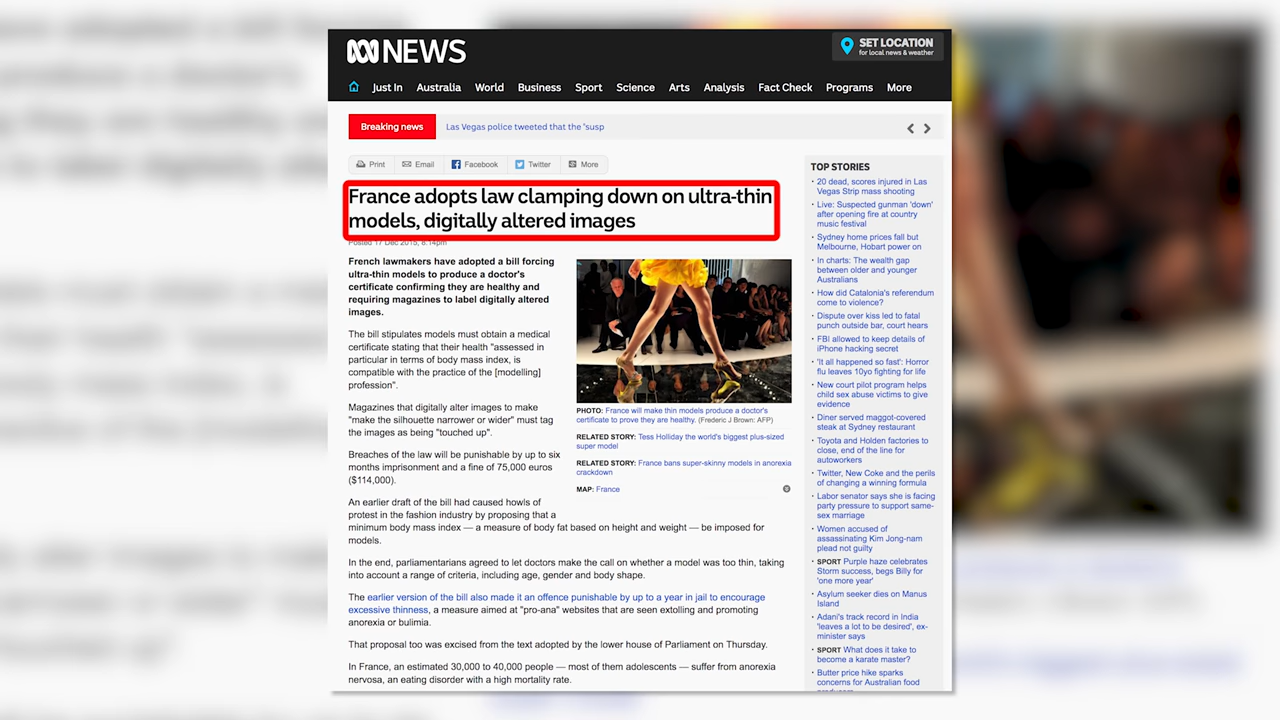 NEWS
SET LOCATION
for local news & weather
Just In Australia World Business Sport Science Arts Analysis Fact Check Programs More
Breaking news
Las Vegas police tweeted that the 'susp
Print Email Facebook Twitter More
France adopts law clamping down on ultra-thin
models, digitally altered images
Posted 17 Dec 2015, 6:14pm
French lawmakers have adopted a bill forcing
ultra-thin models to produce a doctor's
certificate confirming they are healthy and
requiring magazines to label digitally altered
images.
The bill stipulates models must obtain a medical
certificate stating that their health "assessed in
particular in terms of body mass index, is
compatible with the practice of the [modelling]
profession".
Magazines that digitally alter images to make
"make the silhouette narrower or wider" must tag
the images as being "touched up".
Breaches of the law will be punishable by up to six
months imprisonment and a fine of 75,000 euros
($114,000).
An earlier draft of the bill had caused howls of
protest in the fashion industry by proposing that a
minimum body mass index — a measure of body fat based on height and weight — be imposed for
models.
In the end, parliamentarians agreed to let doctors make the call on whether a model was too thin, taking
into account a range of criteria, including age, gender and body shape.
The earlier version of the bill also made it an offence punishable by up to a year in jail to encourage
excessive thinness, a measure aimed at "pro-ana" websites that are seen extolling and promoting
anorexia or bulimia.
That proposal too was excised from the text adopted by the lower house of Parliament on Thursday.
In France, an estimated 30,000 to 40,000 people — most of them adolescents — suffer from anorexia
nervosa, an eating disorder with a high mortality rate.
PHOTO: France will make thin models produce a doctor's
certificate to prove they are healthy. (Frederic J Brown: AFP)
RELATED STORY: Tess Holliday the world's biggest plus-sized
super model
RELATED STORY: France bans super-skinny models in anorexia
crackdown
MAP: France
TOP STORIES
20 dead, scores injured in Las
Vegas Strip mass shooting
Live: Suspected gunman 'down'
after opening fire at country
music festival
Sydney home prices fall but
Melbourne, Hobart power on
In charts: The wealth gap
between older and younger
Australians
How did Catalonia's referendum
come to violence?
Dispute over kiss led to fatal
punch outside bar, court hears
FBI allowed to keep details of
iPhone hacking secret
'It all happened so fast': Horror
flu leaves 10yo fighting for life
New court pilot program helps
child sex abuse victims to give
evidence
Diner served maggot-covered
steak at Sydney restaurant
Toyota and Holden factories to
close, end of the line for
autoworkers
Twitter, New Coke and the perils
of changing a winning formula
Labor senator says she is facing
party pressure to support same-
sex marriage
Women accused of
assassinating Kim Jong-nam
plead not guilty
SPORT Purple haze celebrates
Storm success, begs Billy for
'one more year'
Asylum seeker dies on Manus
Island
Adani's track record in India
'leaves a lot to be desired', ex-
minister says
SPORT What does it take to
become a karate master?
Butter price hike sparks
concerns for Australian food
producers